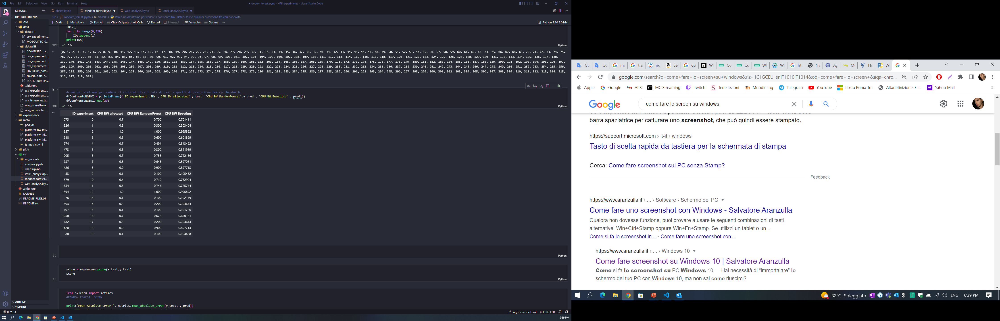 File Edit Selection View Go Run Terminal Help
● random_forest.ipynb - HPE-experiments - Visual Studio Code
EXPLORER
HPE-EXPERIMENTS
.dvc
data
dataIoT
csv_experiment...
MOSQUITTO_d...
dataWEB
COMBINED_da...
csv_experiment...
csv_experiment...
csv_experiment...
HAPROXY_data...
NGINX_data_c...
SQUID_data_ch...
.gitignore
csv_experiments...
csv_experiments....
csv_timeseries.ta...
raw_prometheus...
raw_records.tar....
experiments
meta
ped.yml
platform_hw_inf...
platform_sw_inf...
platform_sw_inf...
ts_metrics.yml
plots
src
ml_models
analysis.ipynb
charts.ipynb
iot01_analysis.ip...
random_forest.i...
web_analysis.ipy...
.gitignore
LICENSE
README_FILES.txt
README.md
OUTLINE
TIMELINE
charts.ipynb random_forest.ipynb ● web_analysis.ipynb iot01_analysis.ipynb ●
src > random_forest.ipynb > M↓NGINX > #creo un dataframe per vedere il confronto tra i dati di test e quelli di predizione fra cpu bandwith
+ Code + Markdown Run All Clear Outputs of All Cells Restart Interrupt Variables Outline ...
Python 3.10.5 64-bit
IDs=[]
for i in range(0,320):
IDs.append(i)
print(IDs)
[305] ✓ 0.1s
Python
[0, 1, 2, 3, 4, 5, 6, 7, 8, 9, 10, 11, 12, 13, 14, 15, 16, 17, 18, 19, 20, 21, 22, 23, 24, 25, 26, 27, 28, 29, 30, 31, 32, 33, 34, 35, 36, 37, 38, 39, 40, 41, 42, 43, 44, 45, 46, 47, 48, 49, 50, 51, 52, 53, 54, 55, 56, 57, 58, 59, 60, 61, 62, 63, 64, 65, 66, 67, 68, 69, 70, 71, 72, 73, 74, 75,
76, 77, 78, 79, 80, 81, 82, 83, 84, 85, 86, 87, 88, 89, 90, 91, 92, 93, 94, 95, 96, 97, 98, 99, 100, 101, 102, 103, 104, 105, 106, 107, 108, 109, 110, 111, 112, 113, 114, 115, 116, 117, 118, 119, 120, 121, 122, 123, 124, 125, 126, 127, 128, 129, 130, 131, 132, 133, 134, 135, 136, 137, 138,
139, 140, 141, 142, 143, 144, 145, 146, 147, 148, 149, 150, 151, 152, 153, 154, 155, 156, 157, 158, 159, 160, 161, 162, 163, 164, 165, 166, 167, 168, 169, 170, 171, 172, 173, 174, 175, 176, 177, 178, 179, 180, 181, 182, 183, 184, 185, 186, 187, 188, 189, 190, 191, 192, 193, 194, 195, 196, 197,
198, 199, 200, 201, 202, 203, 204, 205, 206, 207, 208, 209, 210, 211, 212, 213, 214, 215, 216, 217, 218, 219, 220, 221, 222, 223, 224, 225, 226, 227, 228, 229, 230, 231, 232, 233, 234, 235, 236, 237, 238, 239, 240, 241, 242, 243, 244, 245, 246, 247, 248, 249, 250, 251, 252, 253, 254, 255, 256,
257, 258, 259, 260, 261, 262, 263, 264, 265, 266, 267, 268, 269, 270, 271, 272, 273, 274, 275, 276, 277, 278, 279, 280, 281, 282, 283, 284, 285, 286, 287, 288, 289, 290, 291, 292, 293, 294, 295, 296, 297, 298, 299, 300, 301, 302, 303, 304, 305, 306, 307, 308, 309, 310, 311, 312, 313, 314, 315,
316, 317, 318, 319]
#creo un dataframe per vedere il confronto tra i dati di test e quelli di predizione fra cpu bandwith
dfConfrontoNGINX = pd.DataFrame({'ID experiment':IDs ,'CPU BW allocated':y_test, 'CPU BW RandomForest':y_pred , 'CPU BW Boosting' : pred1})
dfConfrontoNGINX.head(20)
[308] ✓ 0.1s
Python
ID experiment CPU BW allocated CPU BW RandomForest CPU BW Boosting
1073 0 0.7 0.700 0.701411
326 1 0.3 0.300 0.303404
1557 2 1.0 1.000 0.995892
918 3 0.6 0.600 0.601899
974 4 0.7 0.494 0.543492
473 5 0.3 0.300 0.321989
1005 6 0.7 0.736 0.722186
737 7 0.5 0.645 0.597051
1426 8 0.9 0.900 0.897713
53 9 0.1 0.100 0.105432
579 10 0.4 0.710 0.762904
654 11 0.5 0.744 0.725744
1594 12 1.0 1.000 0.995892
76 13 0.1 0.100 0.102149
303 14 0.2 0.200 0.204644
107 15 0.1 0.100 0.101726
1050 16 0.7 0.672 0.650151
182 17 0.2 0.200 0.204644
1428 18 0.9 0.900 0.897713
80 19 0.1 0.100 0.104488
[ ]
Python
score = regressor.score(X_test,y_test)
score
[ ]
Python
from sklearn import metrics
#RANDOM FOREST NGINX
print('Mean Absolute Error:', metrics.mean_absolute_error(y_test, y_pred))
0 14
Jupyter Server: Local Cell 30 of 80
6:39 PM
Gc Gc me tra nu Se qu WI Cc Cc WI WI htt Ne Ag M Hc W
google.com/search?q=come+fare+lo+screen+su+windows&rlz=1C1GCEU_enIT1010IT1014&oq=come+fare+lo+screen+&aqs=chro...
Apple Google APS MC Streaming Twitch fede lezioni Moodle Ing Telegram YouTube Posta Roma Tre Altadefinizione: Fil... Yahoo Mail »
Google
come fare lo screen su windows
barra spaziatrice per catturare uno screenshot, che può quindi essere stampato.
https://support.microsoft.com › it-it › windows
Tasto di scelta rapida da tastiera per la schermata di stampa
Cerca: Come fare screenshot sul PC senza Stamp?
Feedback
https://www.aranzulla.it › ... › Software › Schermo del PC
Come fare uno screenshot con Windows - Salvatore Aranzulla
Qualora non dovesse funzione, puoi provare a usare le seguenti combinazioni di tasti
alternative: Win+Ctrl+Stamp oppure Win+Fn+Stamp. Se utilizzi un tablet o un ...
Come si fa lo screenshot in... · Come fare uno screenshot con...
https://www.aranzulla.it › ... › Windows 10
Come fare screenshot su Windows 10 | Salvatore Aranzulla
Come si fa lo screenshot su PC Windows 10 — Hai necessità di “immortalare” lo
schermo del tuo PC con Windows 10, ma non sai come riuscirci?
32°C Soleggiato ENG 6:39 PM